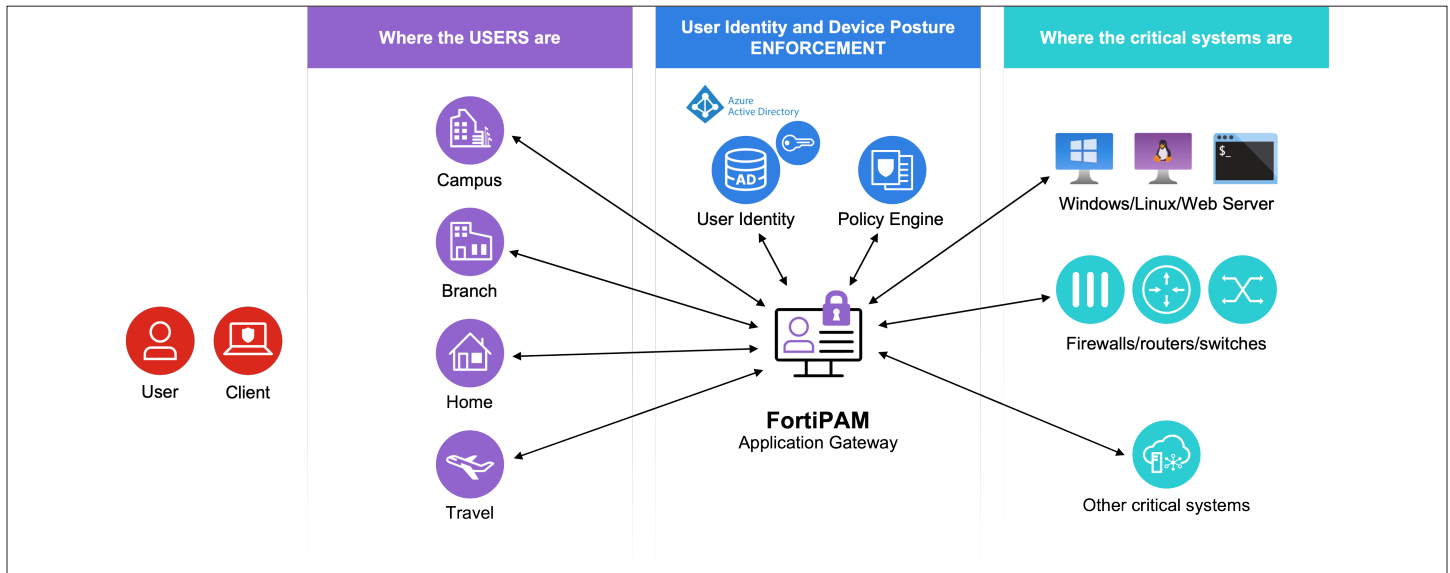 Where the USERS are
User Identity and Device Posture
ENFORCEMENT
Where the critical systems are
Azure
Active Directory
AD
$_
Campus
User Identity
Policy Engine
Windows/Linux/Web Server
Branch
Firewalls/routers/switches
User
Client
Home
FortiPAM
Application Gateway
Travel
Other critical systems